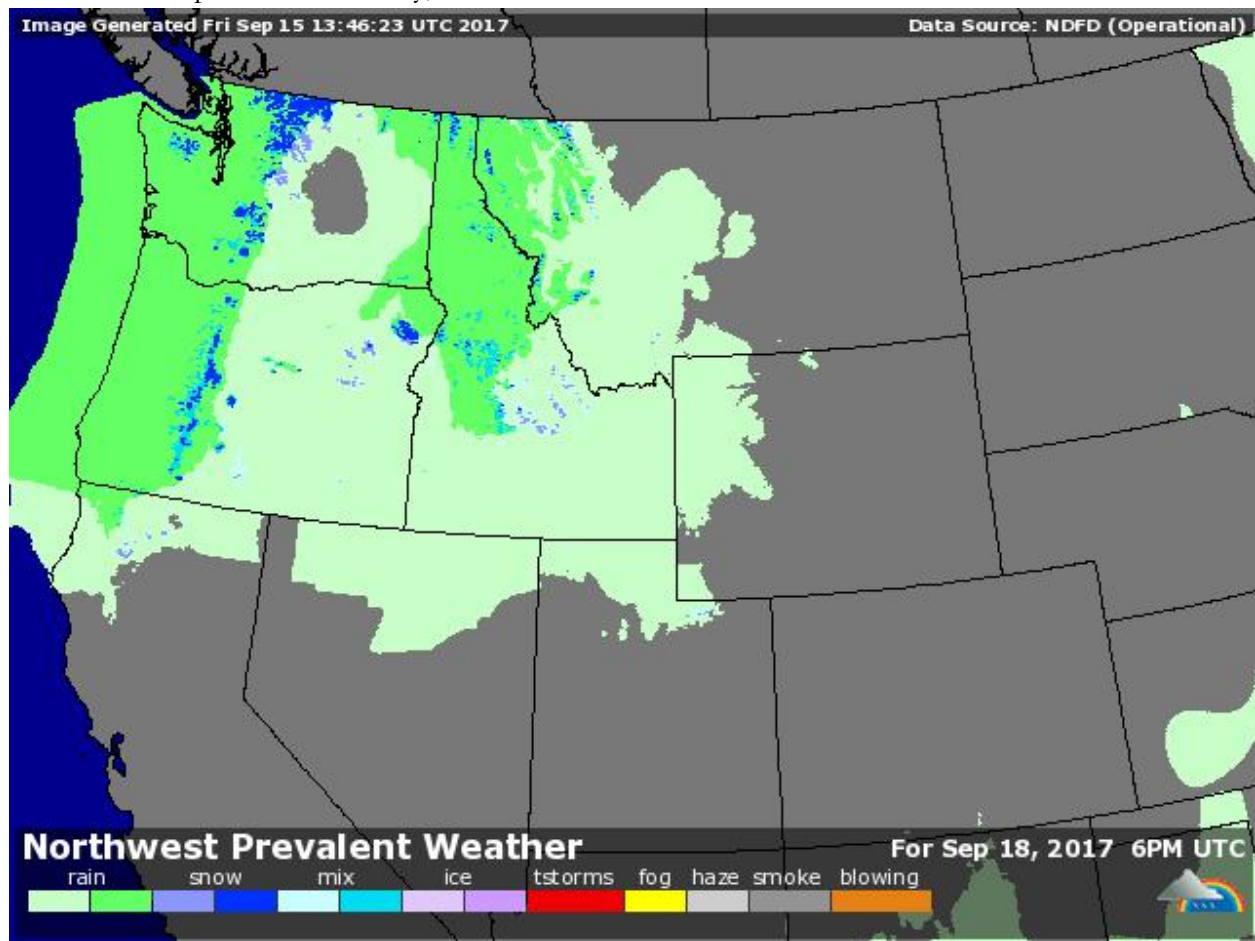 Image Generated Fri Sep 15 13:46:23 UTC 2017 Data Source: NDFD (Operational)
Northwest Prevalent Weather For Sep 18, 2017 6PM UTC
rain snow mix ice tstorms fog haze smoke blowing